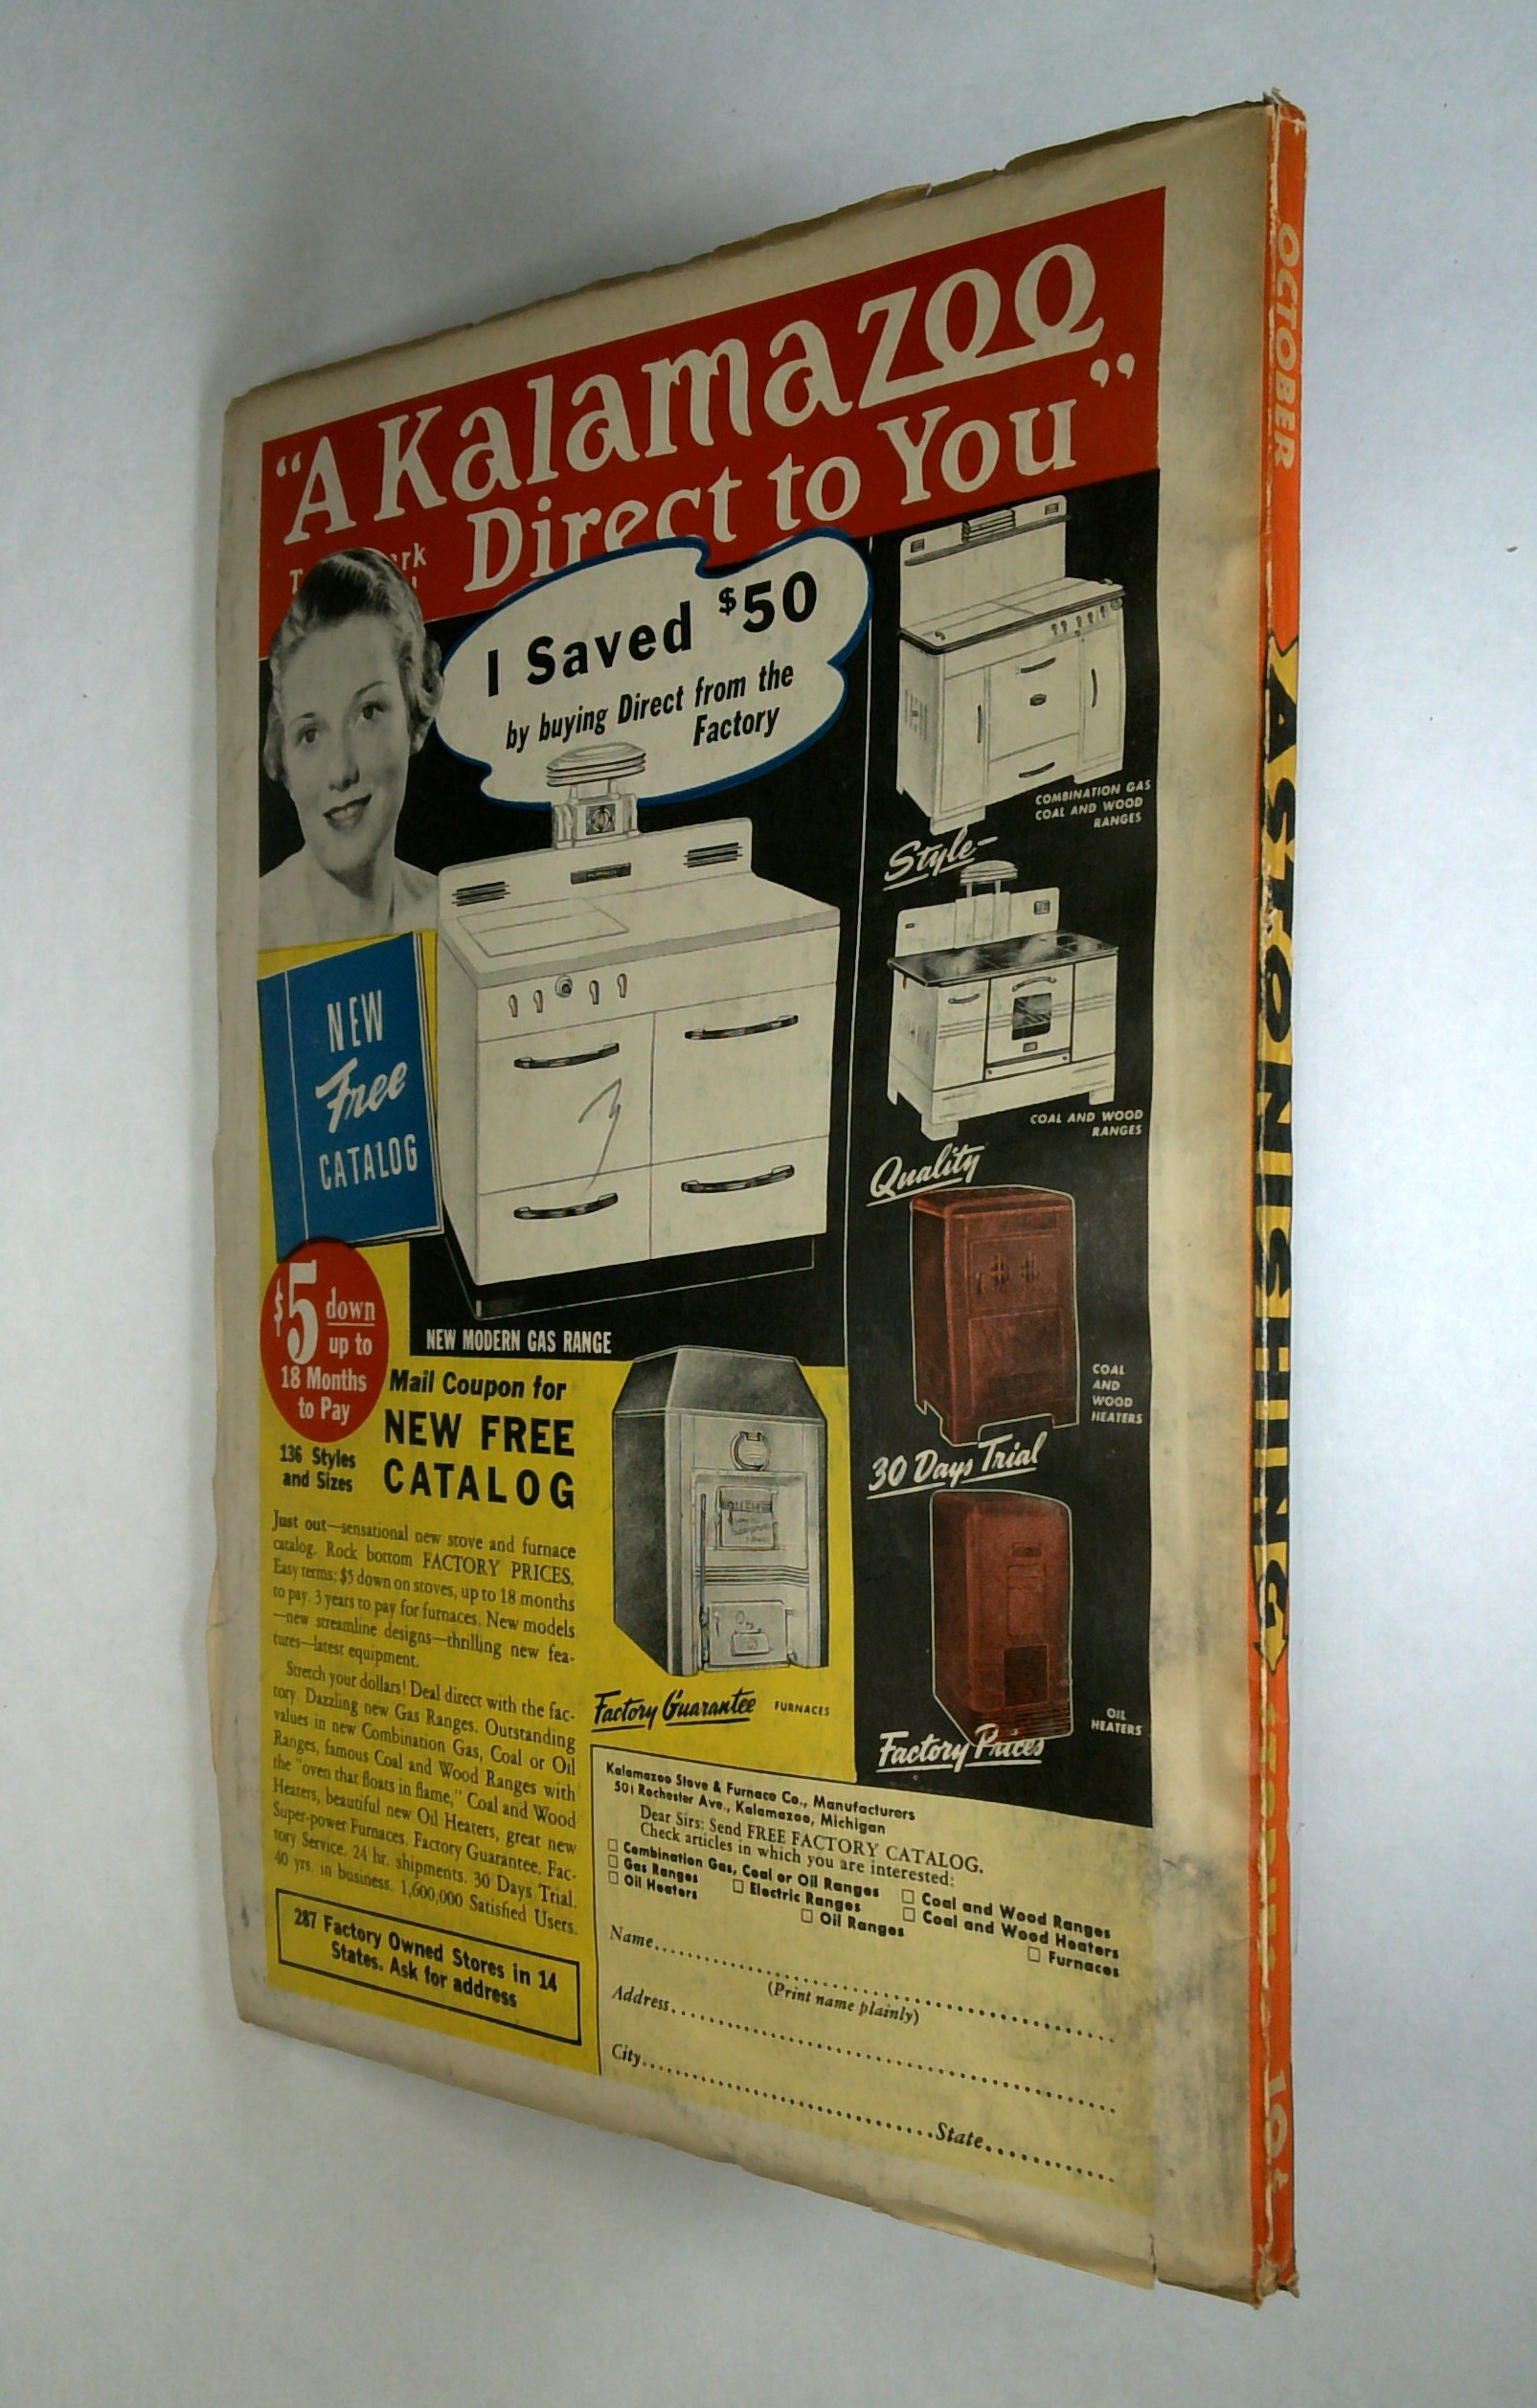 "A Kalamazoo
Direct to You"
I Saved $50
by buying Direct from the
Factory
COMBINATION GAS
COAL AND WOOD
RANGES
Style-
COAL AND WOOD
RANGES
Quality
COAL
AND
WOOD
HEATERS
30 Days Trial
OIL
HEATERS
Factory Prices
NEW
Free
CATALOG
$5 down
up to
18 Months
to Pay
136 Styles
and Sizes
NEW MODERN GAS RANGE
Mail Coupon for
NEW FREE
CATALOG
Just out—sensational new stove and furnace
catalog. Rock bottom FACTORY PRICES.
Easy terms: $5 down on stoves, up to 18 months
to pay. 3 years to pay for furnaces. New models
—new streamline designs—thrilling new fea-
tures—latest equipment.
Stretch your dollars! Deal direct with the fac-
tory. Dazzling new Gas Ranges. Outstanding
values in new Combination Gas, Coal or Oil
Ranges, famous Coal and Wood Ranges with
the "oven that floats in flame," Coal and Wood
Heaters, beautiful new Oil Heaters, great new
Super-power Furnaces. Factory Guarantee. Fac-
tory Service. 24 hr. shipments. 30 Days Trial.
40 yrs. in business. 1,600,000 Satisfied Users.
287 Factory Owned Stores in 14
States. Ask for address
Factory Guarantee FURNACES
Kalamazoo Stove & Furnace Co., Manufacturers
501 Rochester Ave., Kalamazoo, Michigan
Dear Sirs: Send FREE FACTORY CATALOG.
Check articles in which you are interested:
☐ Combination Gas, Coal or Oil Ranges ☐ Coal and Wood Ranges
☐ Gas Ranges ☐ Electric Ranges ☐ Coal and Wood Heaters
☐ Oil Heaters ☐ Oil Ranges ☐ Furnaces
Name
(Print name plainly)
Address
City State
OCTOBER
ASTONISHING
10¢